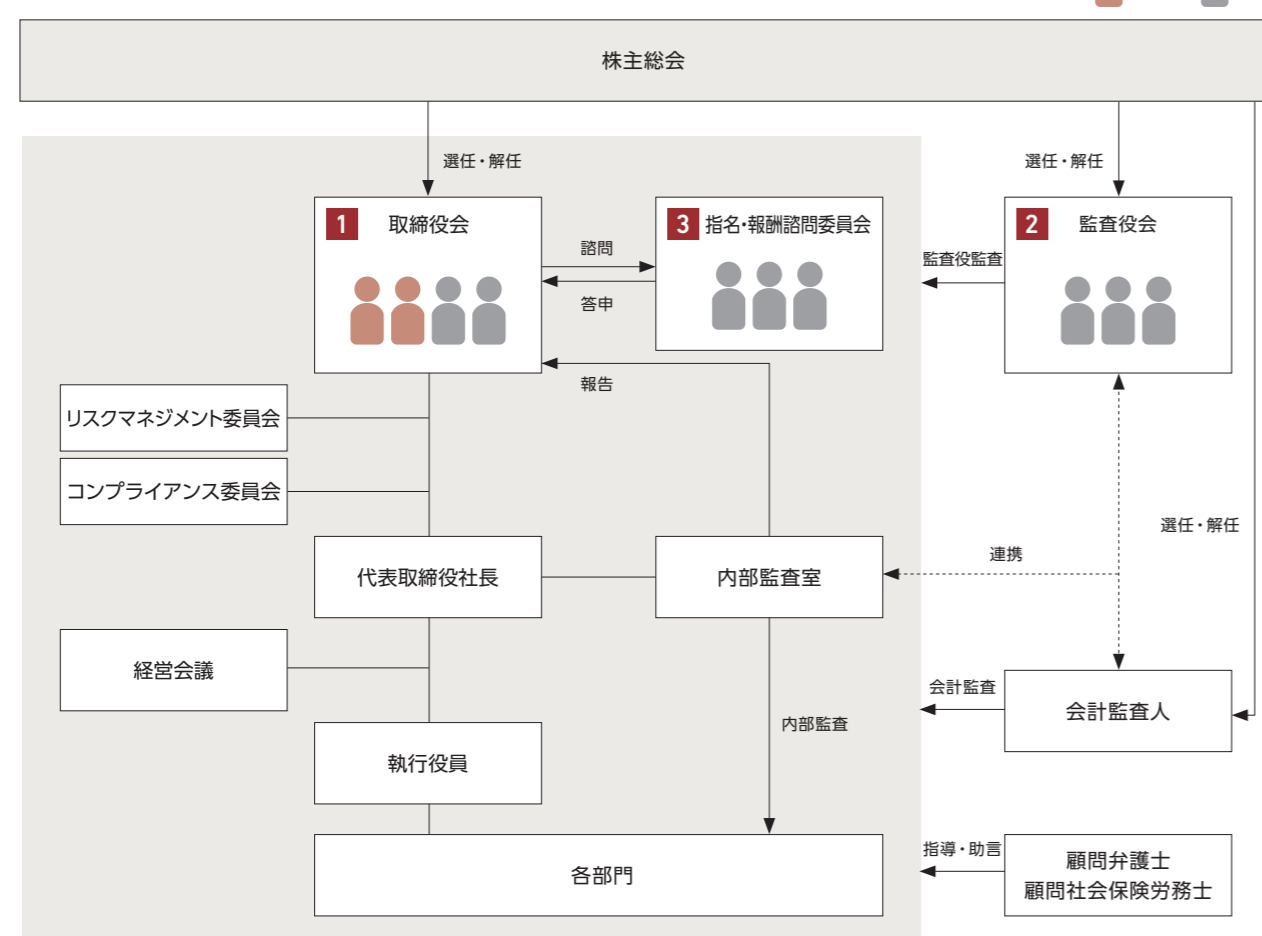 株主総会
選任・解任
選任・解任
1 取締役会
諮問
答申
3 指名・報酬諮問委員会
監査役監査
2 監査役会
報告
リスクマネジメント委員会
コンプライアンス委員会
選任・解任
連携
代表取締役社長
内部監査室
経営会議
会計監査
会計監査人
内部監査
執行役員
各部門
指導・助言
顧問弁護士
顧問社会保険労務士